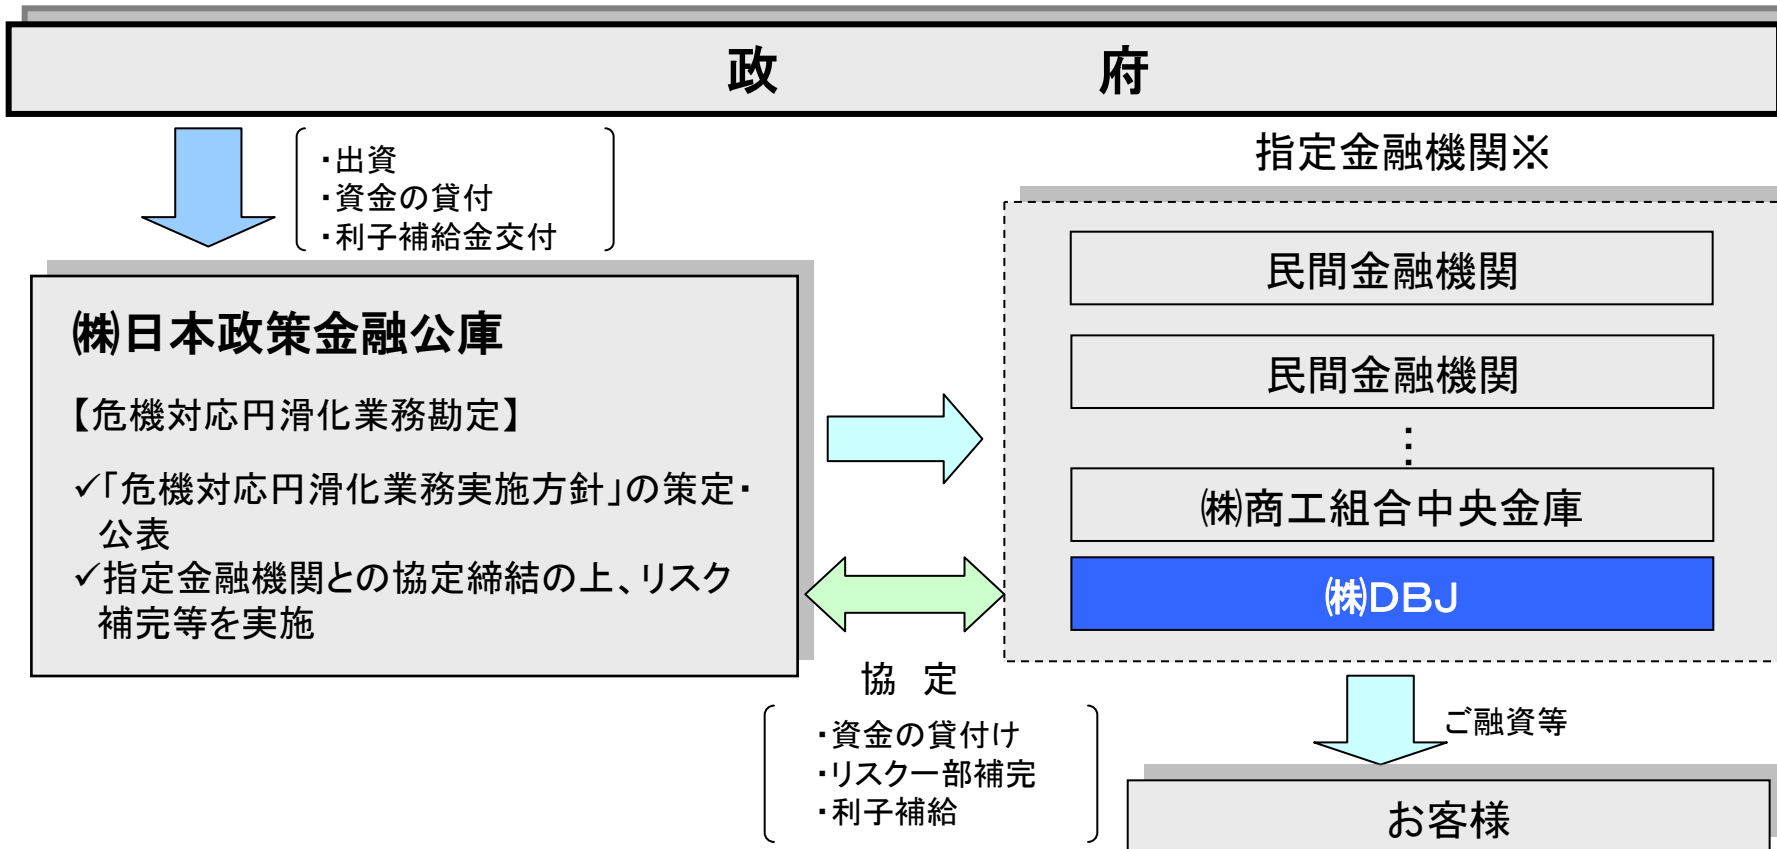 政　府
・出資
・資金の貸付
・利子補給金交付
指定金融機関※
㈱日本政策金融公庫
【危機対応円滑化業務勘定】
✓「危機対応円滑化業務実施方針」の策定・
公表
✓指定金融機関との協定締結の上、リスク
補完等を実施
民間金融機関
民間金融機関
⋮
㈱商工組合中央金庫
㈱DBJ
協　定
・資金の貸付け
・リスク一部補完
・利子補給
ご融資等
お客様